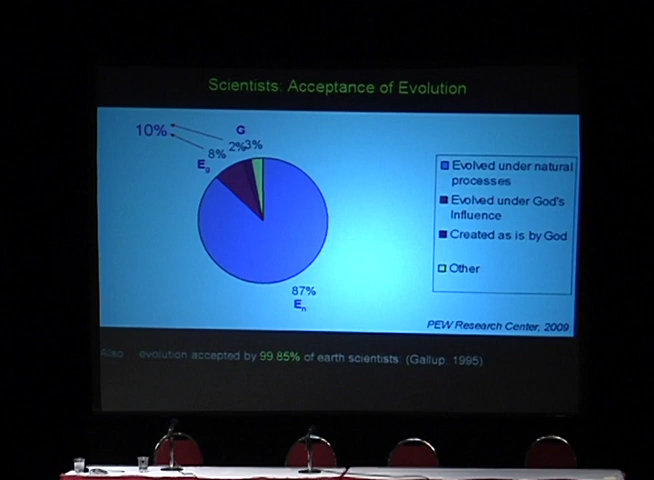 Scientists: Acceptance of Evolution
10%
G
8%
2%
3%
Eg
87%
En
Evolved under natural
processes
Evolved under God's
Influence
Created as is by God
Other
PEW Research Center, 2009
Also evolution accepted by 99.85% of earth scientists: (Gallup, 1995)